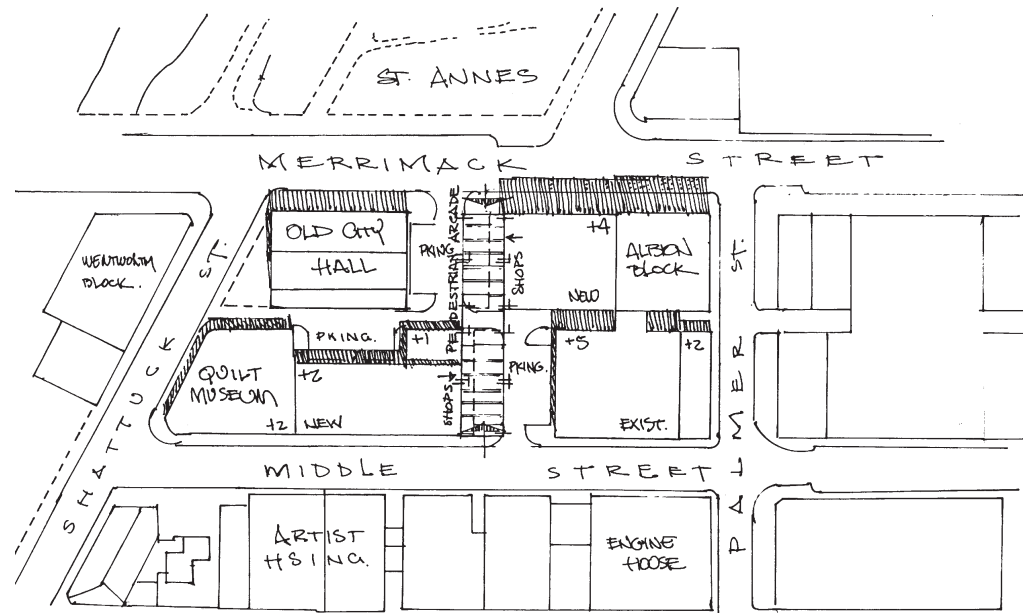 ST. ANNES
MERRIMACK STREET
WENTWORTH
BLOCK.
SHATTUCK ST.
OLD CITY
HALL
PKING
PEDESTRIAN ARCADE
SHOPS
+4
NEW
ALBION
BLOCK
PKING.
+1
+2
QUILT
MUSEUM
+2
NEW
SHOPS
PKING.
+5
+2
EXIST.
PALMER ST.
MIDDLE STREET
ARTIST
HSING.
ENGINE
HOOSE